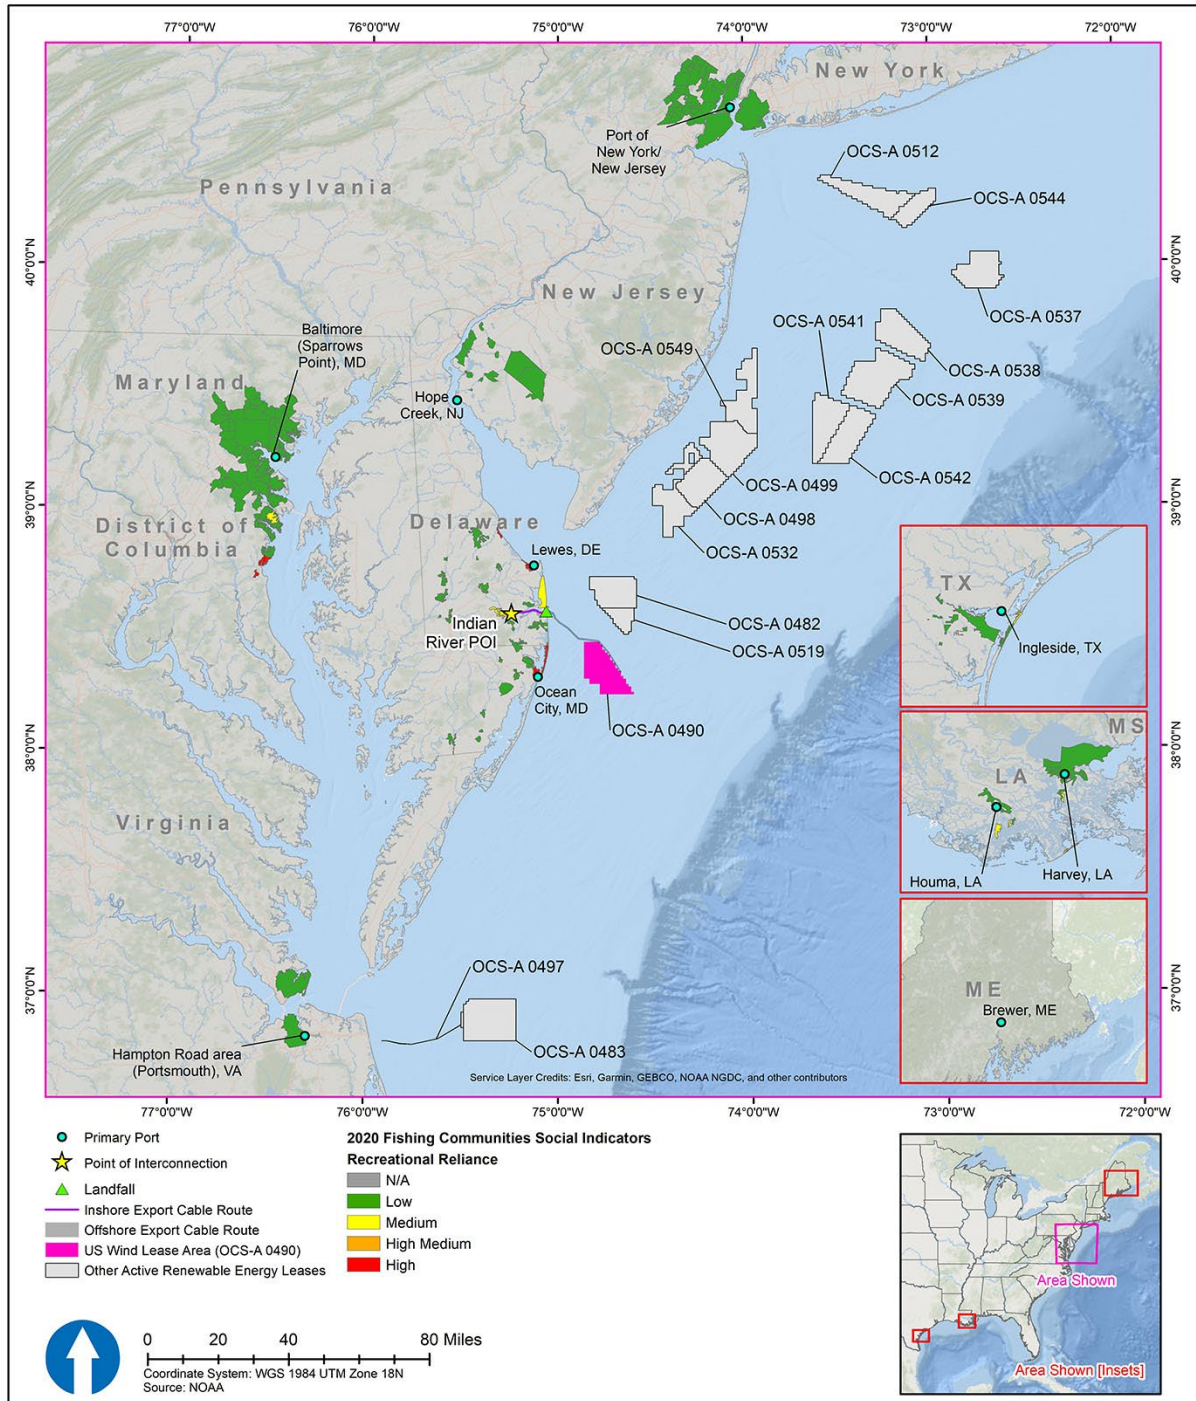 77°0'0"W
76°0'0"W
75°0'0"W
74°0'0"W
73°0'0"W
72°0'0"W
New York
Port of
New York/
New Jersey
OCS-A 0512
OCS-A 0544
Pennsylvania
40°0'0"N
40°0'0"N
New Jersey
OCS-A 0537
OCS-A 0541
Baltimore
(Sparrows
Point), MD
OCS-A 0549
OCS-A 0538
Maryland
Hope
Creek, NJ
OCS-A 0539
OCS-A 0499
OCS-A 0542
39°0'0"N
39°0'0"N
District of
Columbia
Delaware
OCS-A 0498
OCS-A 0532
Lewes, DE
TX
Indian
River POI
OCS-A 0482
OCS-A 0519
Ingleside, TX
Ocean
City, MD
OCS-A 0490
38°0'0"N
38°0'0"N
MS
LA
Virginia
Houma, LA
Harvey, LA
37°0'0"N
37°0'0"N
OCS-A 0497
ME
Brewer, ME
Hampton Road area
(Portsmouth), VA
OCS-A 0483
Service Layer Credits: Esri, Garmin, GEBCO, NOAA NGDC, and other contributors
77°0'0"W
76°0'0"W
75°0'0"W
74°0'0"W
73°0'0"W
72°0'0"W
Primary Port
Point of Interconnection
Landfall
Inshore Export Cable Route
Offshore Export Cable Route
US Wind Lease Area (OCS-A 0490)
Other Active Renewable Energy Leases
2020 Fishing Communities Social Indicators
Recreational Reliance
N/A
Low
Medium
High Medium
High
Area Shown
Area Shown [Insets]
0
20
40
80 Miles
Coordinate System: WGS 1984 UTM Zone 18N
Source: NOAA